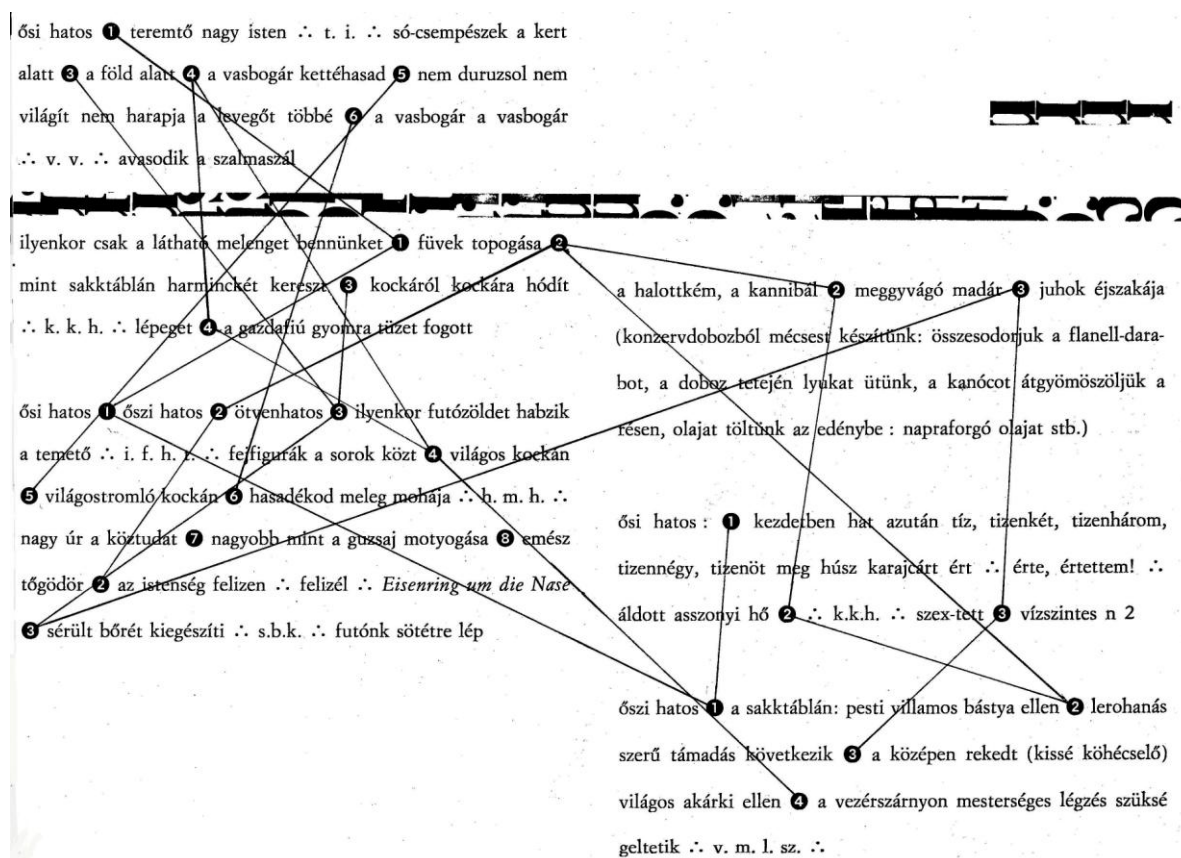 ősi hatos ❶ teremtő nagy isten ∴ t. i. ∴ só-csempészek a kert
alatt ❸ a föld alatt ❹ a vasbogár kettéhasad ❺ nem duruzsol nem
világít nem harapja a levegőt többé ❻ a vasbogár a vasbogár
∴ v. v. ∴ avasodik a szalmaszál
ilyenkor csak a látható melenget bennünket ❶ füvek topogása ❷
mint sakktáblán harminckét kereszt ❸ kockáról kockára hódít
∴ k. k. h. ∴ lépeget ❹ a gazdafiú gyomra tüzet fogott
ősi hatos ❶ őszi hatos ❷ ötvenhatos ❸ ilyenkor futózöldet habzik
a temető ∴ i. f. h. t. ∴ fejfigurák a sorok közt ❹ világos kockán
❺ világostromló kockán ❻ hasadékod meleg mohája ∴ h. m. h. ∴
nagy úr a köztudat ❼ nagyobb mint a guzsaj motyogása ❽ emész
tőgödör ❷ az istenség felizen ∴ felizél ∴ Eisenring um die Nase
❸ sérült bőrét kiegészíti ∴ s.b.k. ∴ futónk sötétre lép
a halottkém, a kannibál ❷ meggyvágó madár ❸ juhok éjszakája
(konzervdobozból mécsest készítünk: összesodorjuk a flanell-dara-
bot, a doboz tetején lyukat ütünk, a kanócot átgyömöszöljük a
résen, olajat töltünk az edénybe : napraforgó olajat stb.)
ősi hatos : ❶ kezdetben hat azután tíz, tizenkét, tizenhárom,
tizennégy, tizenöt meg húsz karajcárt ért ∴ érte, értettem! ∴
áldott asszonyi hő ❷ ∴ k.k.h. ∴ szex-tett ❸ vízszintes n 2
őszi hatos ❶ a sakktáblán: pesti villamos bástya ellen ❷ lerohanás
szerű támadás következik ❸ a középen rekedt (kissé köhécselő)
világos akárki ellen ❹ a vezérszárnyon mesterséges légzés szüksé
geltetik ∴ v. m. l. sz. ∴